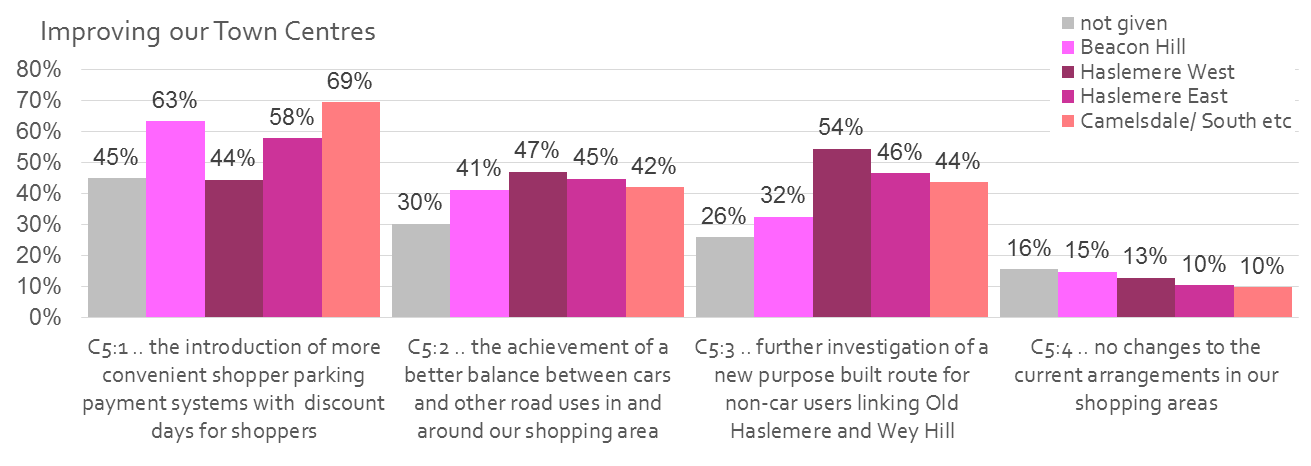 Improving our Town Centres
not given
Beacon Hill
Haslemere West
Haslemere East
Camelsdale/ South etc
80%
70%
60%
50%
40%
30%
20%
10%
0%
45%
63%
44%
58%
69%
30%
41%
47%
45%
42%
26%
32%
54%
46%
44%
16%
15%
13%
10%
10%
C5:1 .. the introduction of more
convenient shopper parking
payment systems with discount
days for shoppers
C5:2 .. the achievement of a
better balance between cars
and other road uses in and
around our shopping area
C5:3 .. further investigation of a
new purpose built route for
non-car users linking Old
Haslemere and Wey Hill
C5:4 .. no changes to the
current arrangements in our
shopping areas